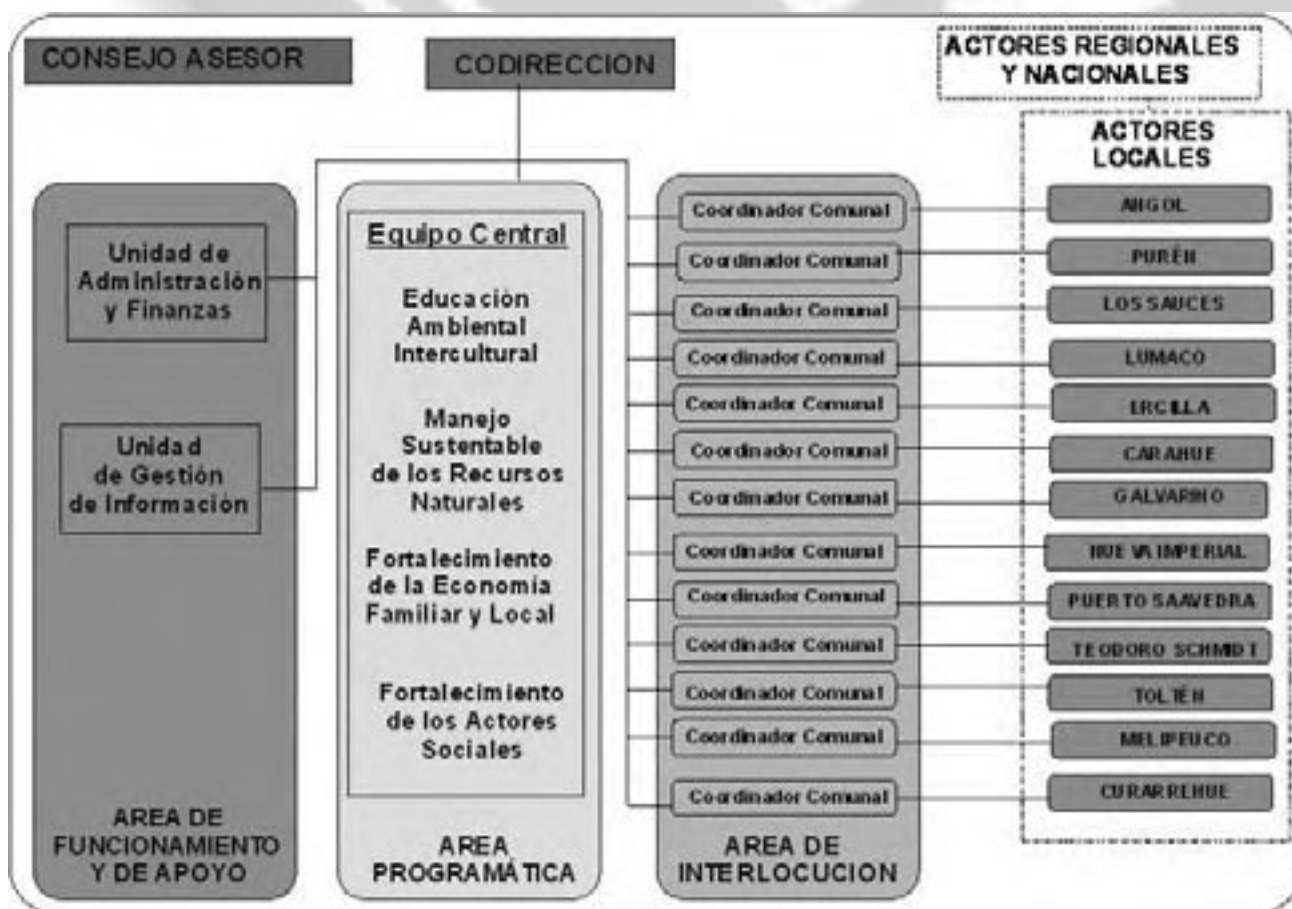 CONSEJO ASESOR
CODIRECCION
ACTORES REGIONALES
Y NACIONALES
ACTORES
LOCALES
Unidad de
Administración
y Finanzas
Unidad
de Gestión
de Información
AREA DE
FUNCIONAMIENTO
Y DE APOYO
Equipo Central
Educación
Ambiental
Intercultural
Manejo
Sustentable
de los Recursos
Naturales
Fortalecimiento
de la Economía
Familiar y Local
Fortalecimiento
de los Actores
Sociales
AREA
PROGRAMÁTICA
Coordinador Comunal
Coordinador Comunal
Coordinador Comunal
Coordinador Comunal
Coordinador Comunal
Coordinador Comunal
Coordinador Comunal
Coordinador Comunal
Coordinador Comunal
Coordinador Comunal
Coordinador Comunal
Coordinador Comunal
Coordinador Comunal
AREA DE
INTERLOCUCION
ANGOL
PURÉN
LOS SAUCES
LUMACO
ERCILLA
CARAHUE
GALVARINO
NUEVA IMPERIAL
PUERTO SAAVEDRA
TEODORO SCHMIDT
TOLTÉN
MELIPEUCO
CURARREHUE